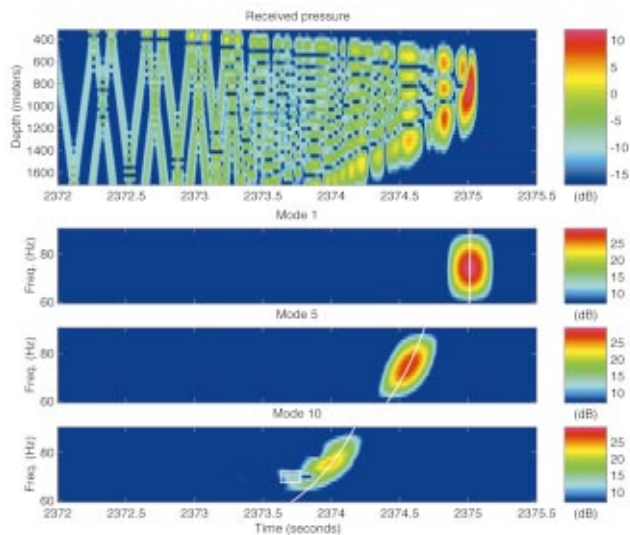 Received pressure
Depth (meters)
400
600
800
1000
1200
1400
1600
2372 2372.5 2373 2373.5 2374 2374.5 2375 2375.5
10
5
0
-5
-10
-15
(dB)
Mode 1
Freq. (Hz)
80
60
25
20
15
10
(dB)
Mode 5
Freq. (Hz)
80
60
25
20
15
10
(dB)
Mode 10
Freq. (Hz)
80
60
25
20
15
10
2372 2372.5 2373 2373.5 2374 2374.5 2375 2375.5
Time (seconds)
(dB)